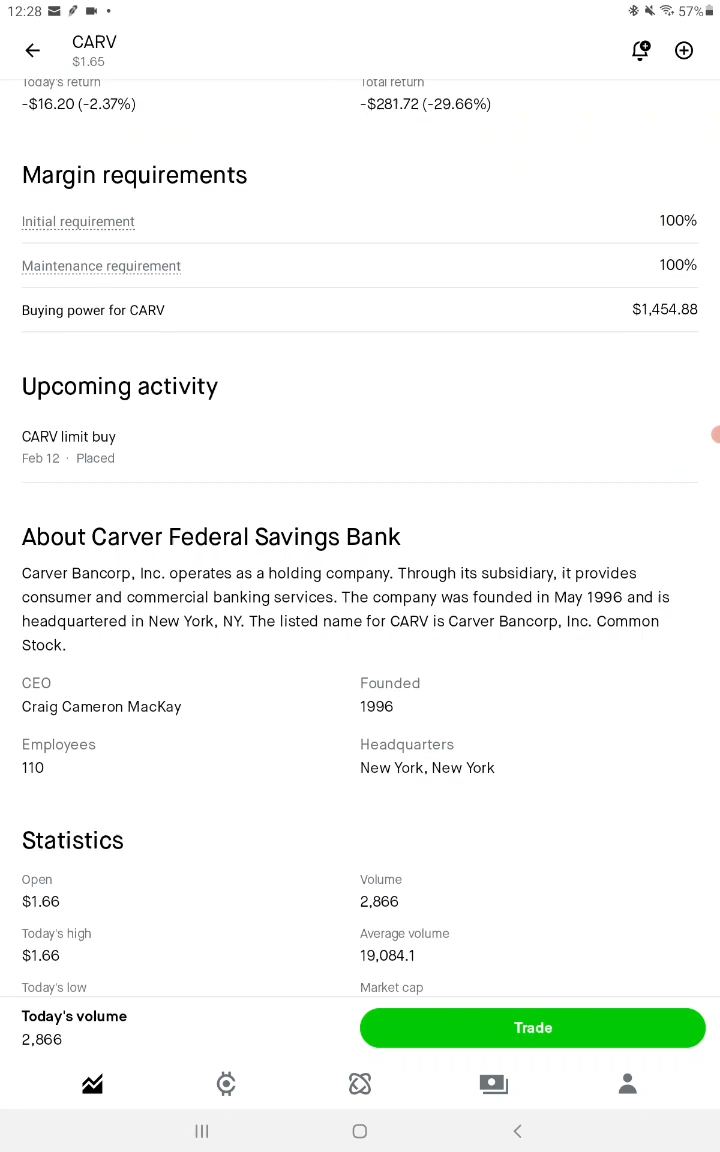 12:28
57%
CARV
$1.65
Today's return Total return
-$16.20 (-2.37%) -$281.72 (-29.66%)
Margin requirements
Initial requirement 100%
Maintenance requirement 100%
Buying power for CARV $1,454.88
Upcoming activity
CARV limit buy
Feb 12 · Placed
About Carver Federal Savings Bank
Carver Bancorp, Inc. operates as a holding company. Through its subsidiary, it provides
consumer and commercial banking services. The company was founded in May 1996 and is
headquartered in New York, NY. The listed name for CARV is Carver Bancorp, Inc. Common
Stock.
CEO Founded
Craig Cameron MacKay 1996
Employees Headquarters
110 New York, New York
Statistics
Open Volume
$1.66 2,866
Today's high Average volume
$1.66 19,084.1
Today's low Market cap
Today's volume
2,866
Trade